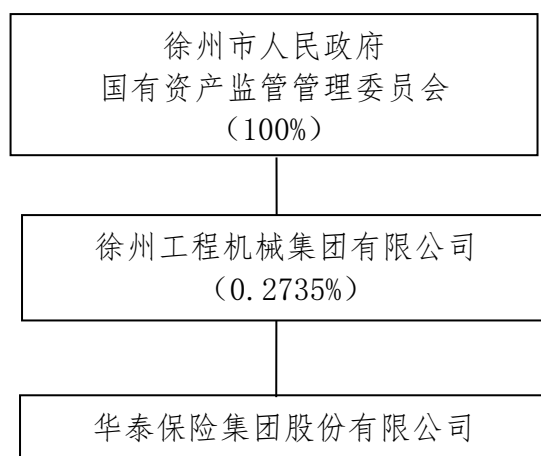 徐州市人民政府
国有资产监管管理委员会
（100%）
徐州工程机械集团有限公司
（0.2735%）
华泰保险集团股份有限公司